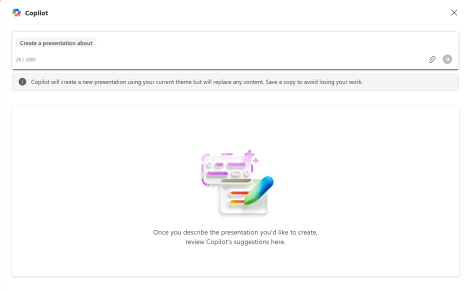 Copilot
Create a presentation about
28 / 2000
Copilot will create a new presentation using your current theme but will replace any content. Save a copy to avoid losing your work.
Once you describe the presentation you'd like to create,
review Copilot's suggestions here.